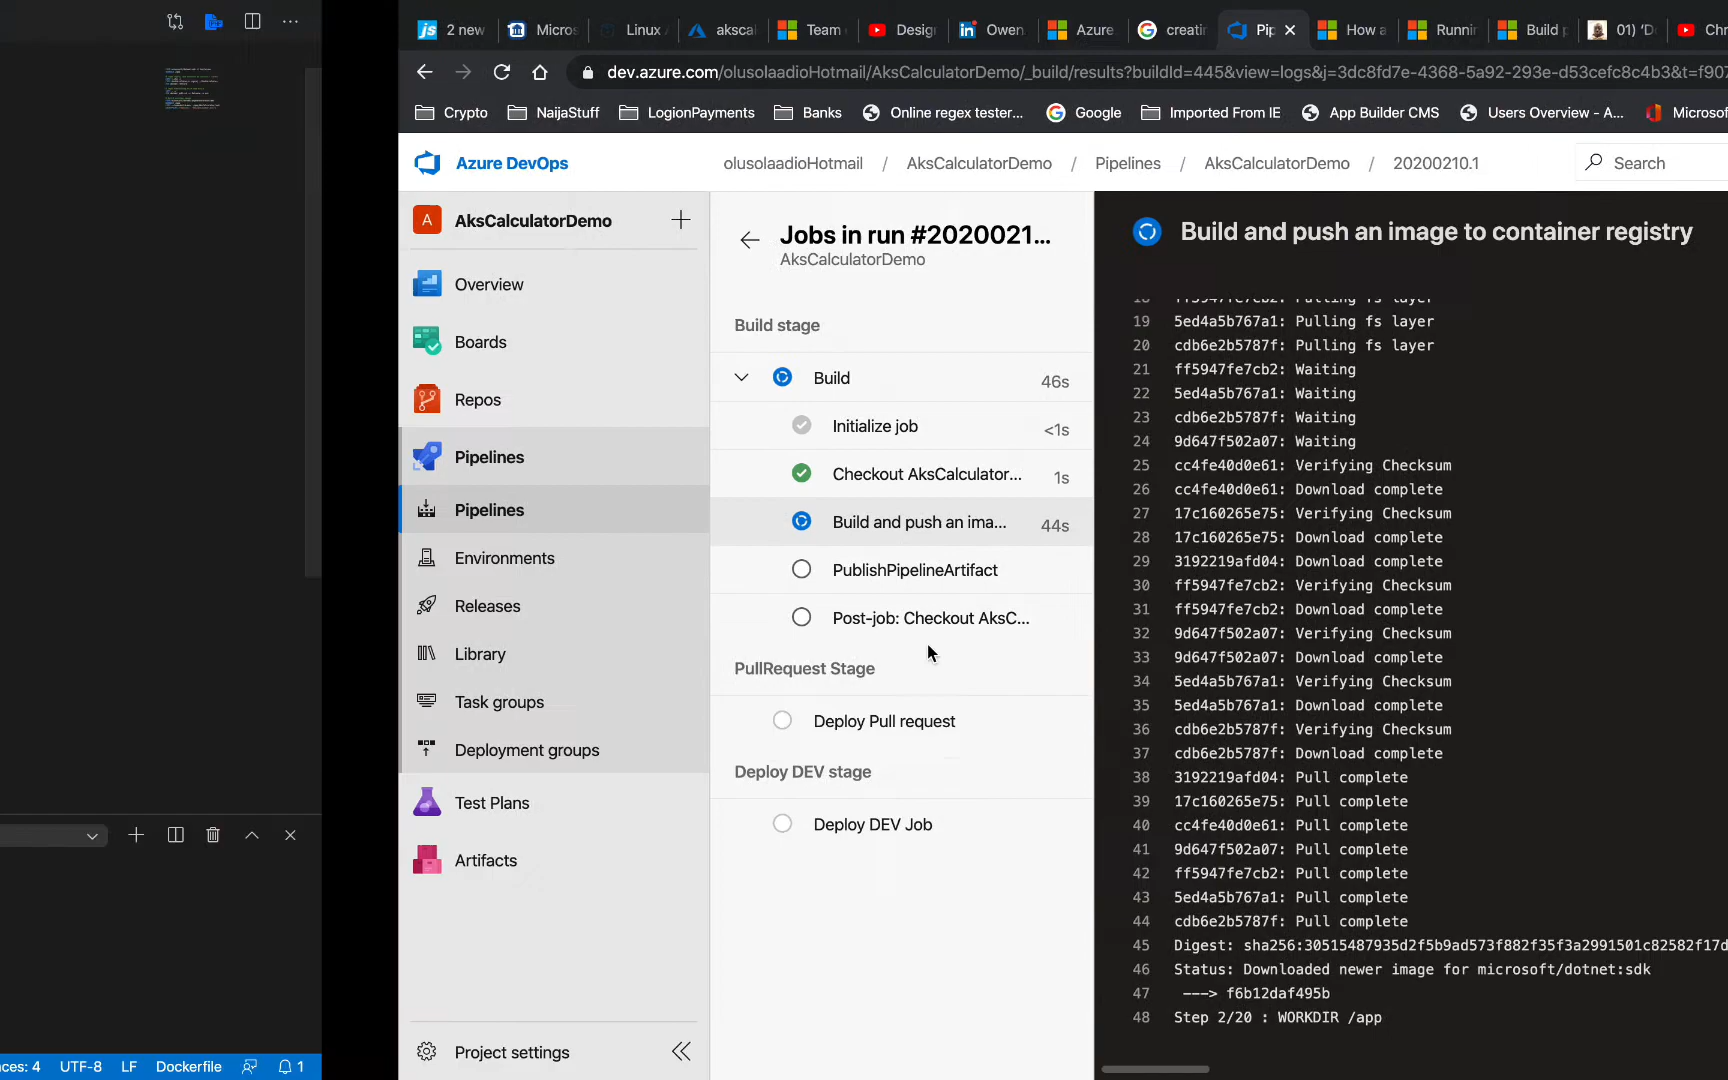 2 new
Micros
Linux
akscal
Team
Design
Owen
Azure
creatin
Pip
How a
Runnin
Build p
01) 'D
Chr
dev.azure.com/olusolaadioHotmail/AksCalculatorDemo/_build/results?buildId=445&view=logs&j=3dc8fd7e-4368-5a92-293e-d53cefc8c4b3&t=f907
Crypto
NaijaStuff
LogionPayments
Banks
Online regex tester...
Google
Imported From IE
App Builder CMS
Users Overview - A...
Microsof
Azure DevOps
olusolaadioHotmail / AksCalculatorDemo / Pipelines / AksCalculatorDemo / 20200210.1
Search
A AksCalculatorDemo
Overview
Boards
Repos
Pipelines
Pipelines
Environments
Releases
Library
Task groups
Deployment groups
Test Plans
Artifacts
Project settings
Jobs in run #2020021...
AksCalculatorDemo
Build stage
Build 46s
Initialize job <1s
Checkout AksCalculator... 1s
Build and push an ima... 44s
PublishPipelineArtifact
Post-job: Checkout AksC...
PullRequest Stage
Deploy Pull request
Deploy DEV stage
Deploy DEV Job
Build and push an image to container registry
18 ff5947fe7cb2: Pulling fs layer
19 5ed4a5b767a1: Pulling fs layer
20 cdb6e2b5787f: Pulling fs layer
21 ff5947fe7cb2: Waiting
22 5ed4a5b767a1: Waiting
23 cdb6e2b5787f: Waiting
24 9d647f502a07: Waiting
25 cc4fe40d0e61: Verifying Checksum
26 cc4fe40d0e61: Download complete
27 17c160265e75: Verifying Checksum
28 17c160265e75: Download complete
29 3192219afd04: Download complete
30 ff5947fe7cb2: Verifying Checksum
31 ff5947fe7cb2: Download complete
32 9d647f502a07: Verifying Checksum
33 9d647f502a07: Download complete
34 5ed4a5b767a1: Verifying Checksum
35 5ed4a5b767a1: Download complete
36 cdb6e2b5787f: Verifying Checksum
37 cdb6e2b5787f: Download complete
38 3192219afd04: Pull complete
39 17c160265e75: Pull complete
40 cc4fe40d0e61: Pull complete
41 9d647f502a07: Pull complete
42 ff5947fe7cb2: Pull complete
43 5ed4a5b767a1: Pull complete
44 cdb6e2b5787f: Pull complete
45 Digest: sha256:30515487935d2f5b9ad573f882f35f3a2991501c82582f17d
46 Status: Downloaded newer image for microsoft/dotnet:sdk
47 ---> f6b12daf495b
48 Step 2/20 : WORKDIR /app
ces: 4 UTF-8 LF Dockerfile 1